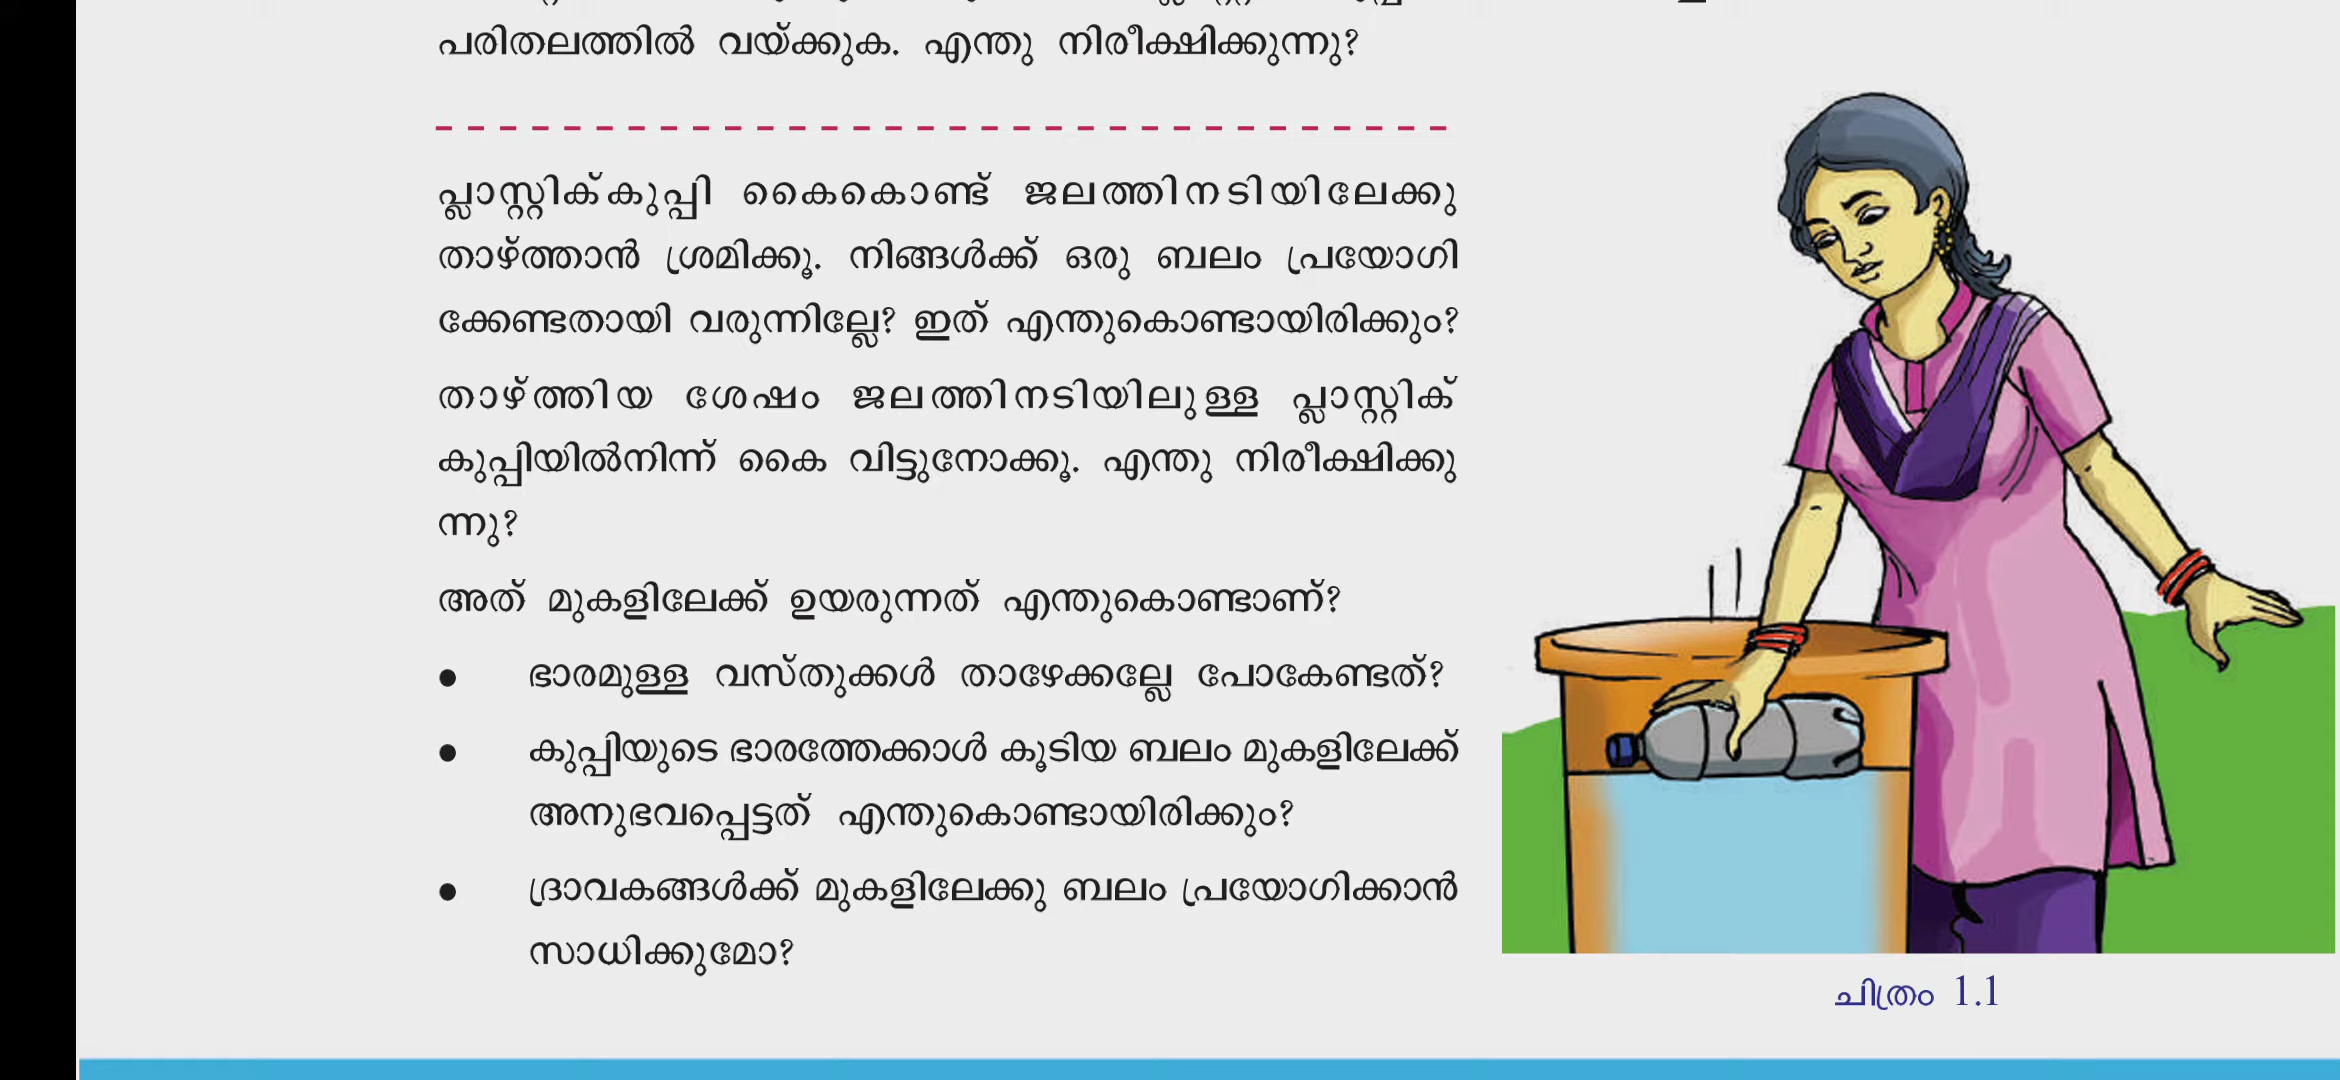 പരിതലത്തിൽ വയ്ക്കുക. എന്തു നിരീക്ഷിക്കുന്നു?
പ്ലാസ്റ്റിക്കുപ്പി കൈകൊണ്ട് ജലത്തിനടിയിലേക്കു
താഴ്ത്താൻ ശ്രമിക്കൂ. നിങ്ങൾക്ക് ഒരു ബലം പ്രയോഗി
ക്കേണ്ടതായി വരുന്നില്ലേ? ഇത് എന്തുകൊണ്ടായിരിക്കും?
താഴ്ത്തിയ ശേഷം ജലത്തിനടിയിലുള്ള പ്ലാസ്റ്റിക്
കുപ്പിയിൽനിന്ന് കൈ വിട്ടുനോക്കൂ. എന്തു നിരീക്ഷിക്കു
ന്നു?
അത് മുകളിലേക്ക് ഉയരുന്നത് എന്തുകൊണ്ടാണ്?
● ഭാരമുള്ള വസ്തുക്കൾ താഴേക്കല്ലേ പോകേണ്ടത്?
● കുപ്പിയുടെ ഭാരത്തേക്കാൾ കൂടിയ ബലം മുകളിലേക്ക്
അനുഭവപ്പെട്ടത് എന്തുകൊണ്ടായിരിക്കും?
● ദ്രാവകങ്ങൾക്ക് മുകളിലേക്കു ബലം പ്രയോഗിക്കാൻ
സാധിക്കുമോ?
ചിത്രം 1.1